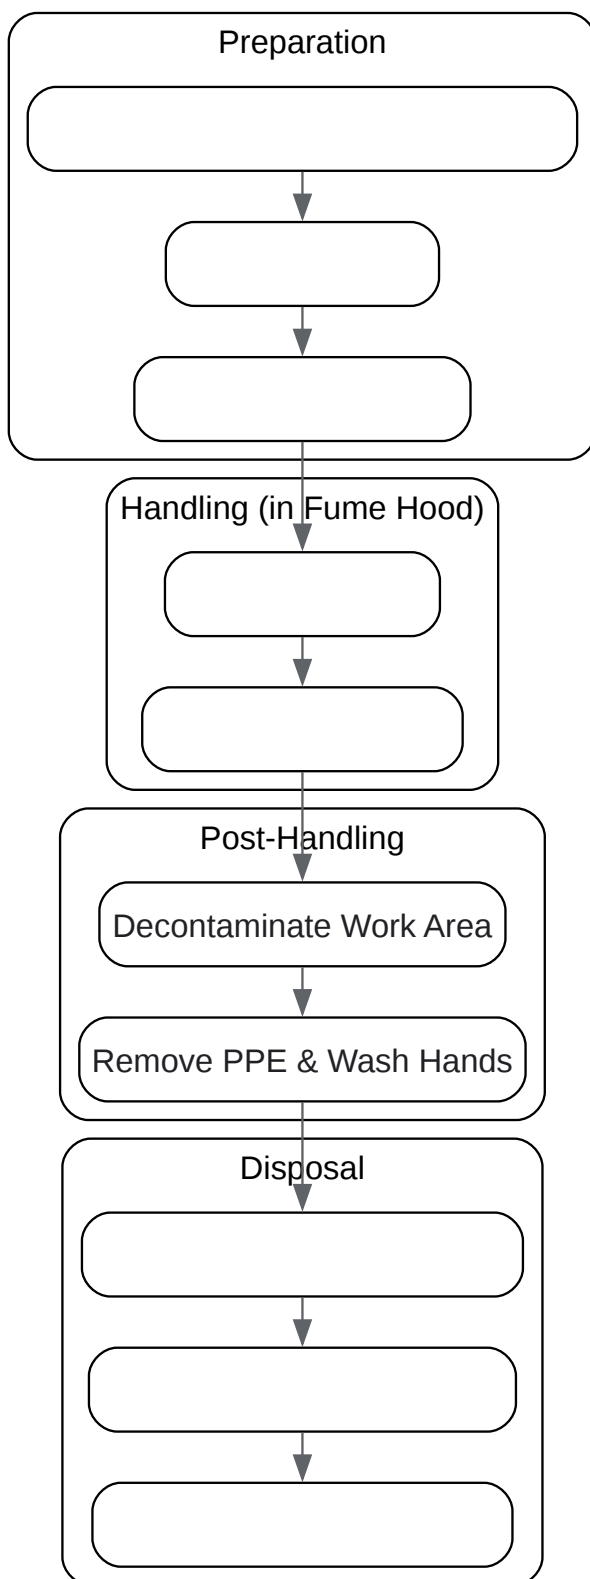 Preparation
Handling (in Fume Hood)
Post-Handling
Decontaminate Work Area
Remove PPE & Wash Hands
Disposal